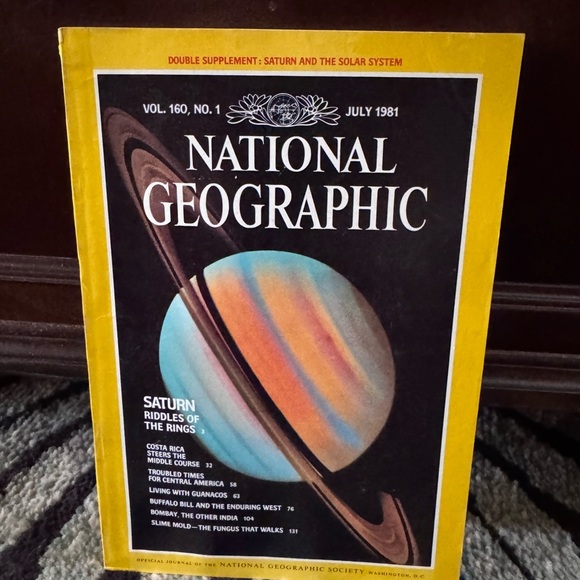 DOUBLE SUPPLEMENT: SATURN AND THE SOLAR SYSTEM
VOL. 160, NO. 1 JULY 1981
NATIONAL
GEOGRAPHIC
SATURN
RIDDLES OF
THE RINGS 3
COSTA RICA
STEERS THE
MIDDLE COURSE 32
TROUBLED TIMES
FOR CENTRAL AMERICA 58
LIVING WITH GUANACOS 63
BUFFALO BILL AND THE ENDURING WEST 76
BOMBAY, THE OTHER INDIA 104
SLIME MOLD—THE FUNGUS THAT WALKS 131
OFFICIAL JOURNAL OF THE NATIONAL GEOGRAPHIC SOCIETY WASHINGTON, D.C.